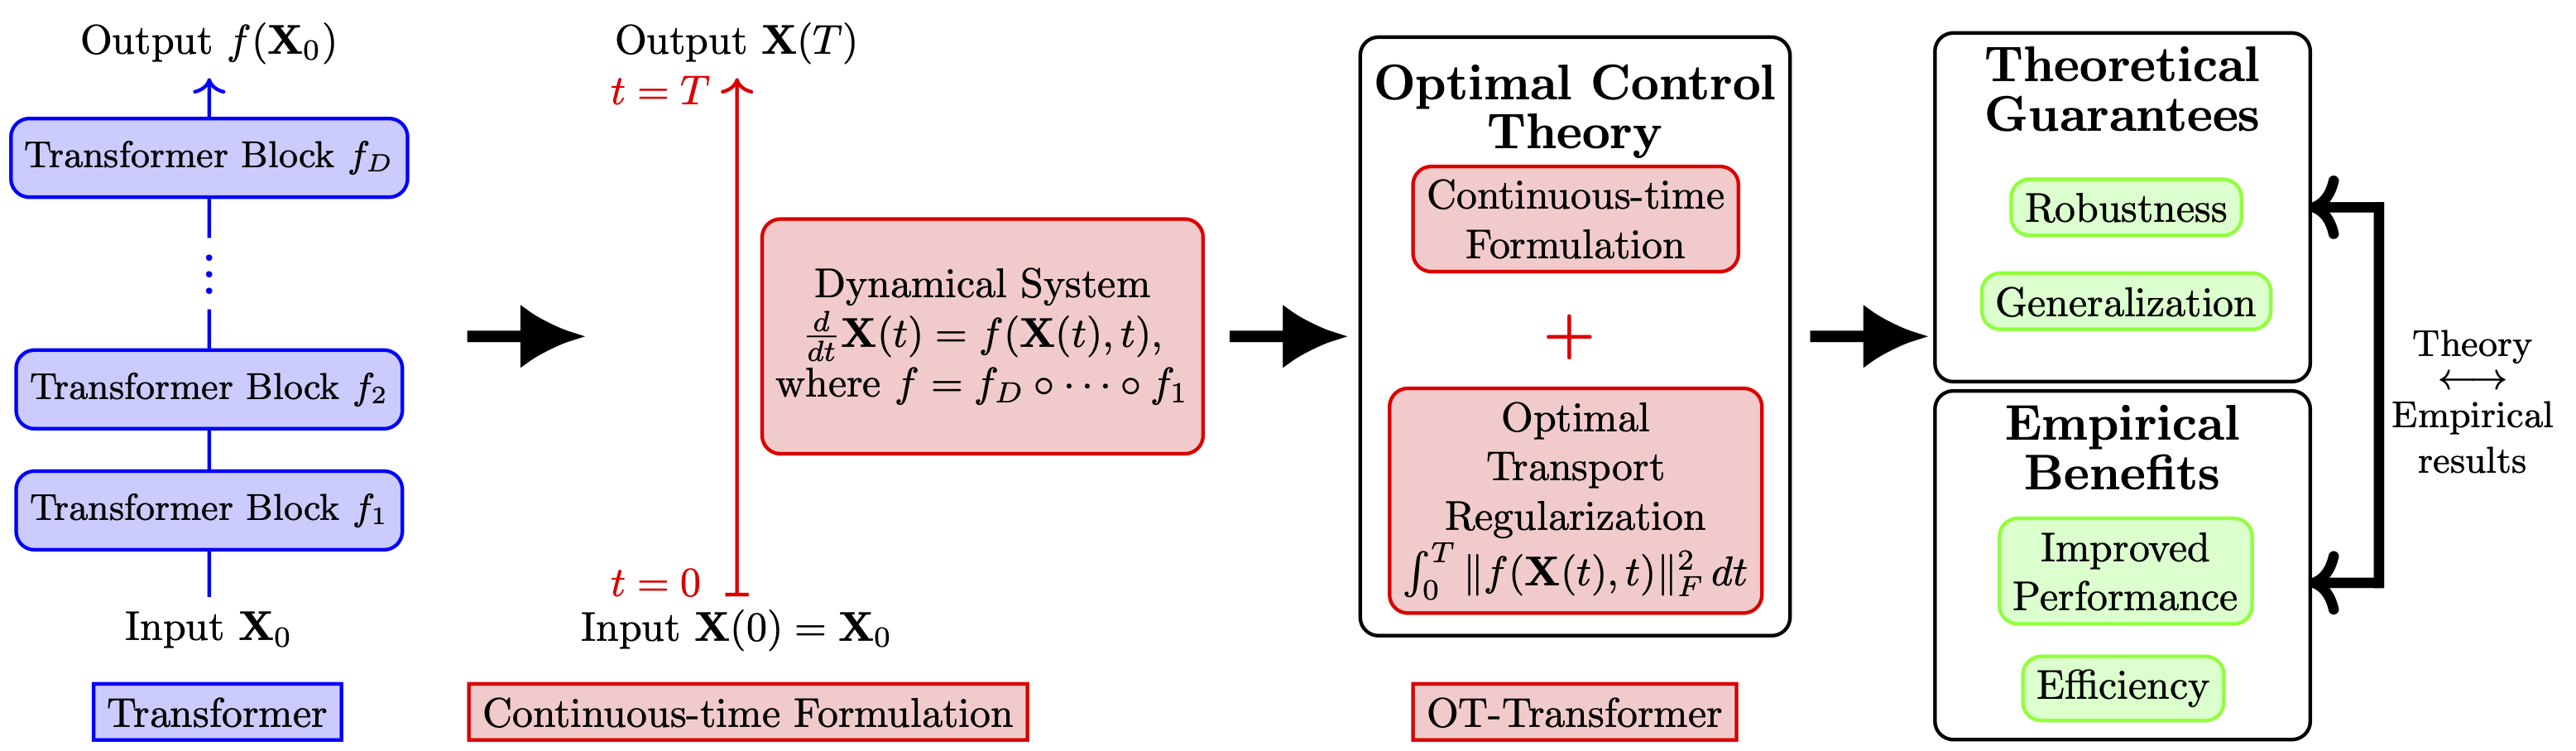 Output $f(\mathbf{X}_0)$
Transformer Block $f_D$
Transformer Block $f_2$
Transformer Block $f_1$
Input $\mathbf{X}_0$
Transformer
Output $\mathbf{X}(T)$
$t = T$
Dynamical System
$\frac{d}{dt}\mathbf{X}(t) = f(\mathbf{X}(t), t),$
where $f = f_D \circ \cdots \circ f_1$
$t = 0$
Input $\mathbf{X}(0) = \mathbf{X}_0$
Continuous-time Formulation
Optimal Control
Theory
Continuous-time
Formulation
+
Optimal
Transport
Regularization
$\int_0^T \|f(\mathbf{X}(t), t)\|_F^2 \, dt$
OT-Transformer
Theoretical
Guarantees
Robustness
Generalization
Empirical
Benefits
Improved
Performance
Efficiency
Theory
⟷
Empirical
results